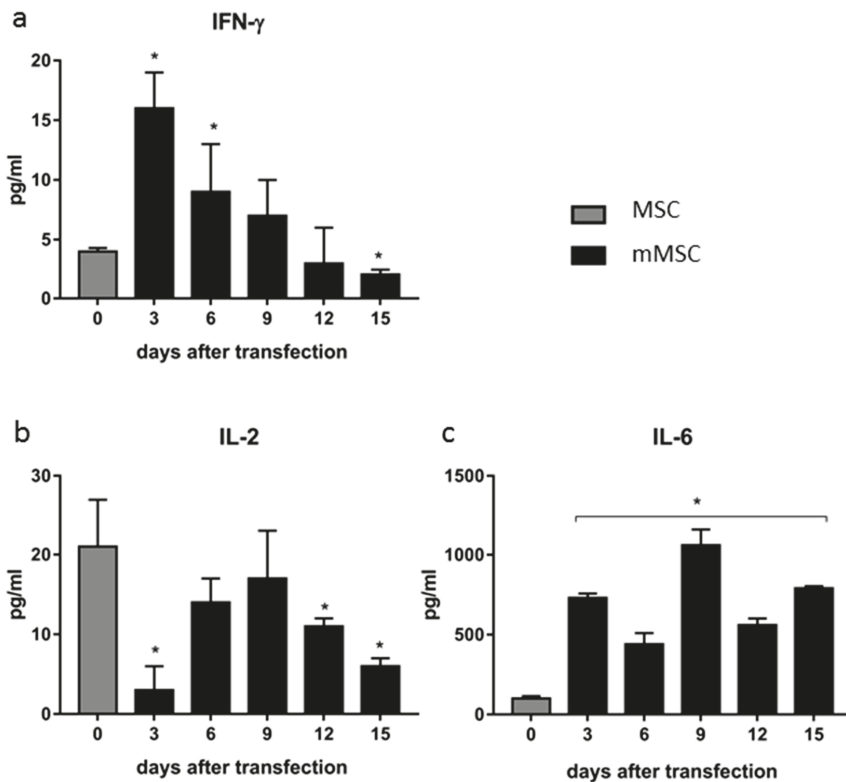 a
IFN-γ
20
15
10
5
0
pg/ml
*
*
*
0 3 6 9 12 15
days after transfection
MSC
mMSC
b
IL-2
30
20
10
0
pg/ml
*
*
*
0 3 6 9 12 15
days after transfection
c
IL-6
1500
1000
500
0
pg/ml
*
0 3 6 9 12 15
days after transfection